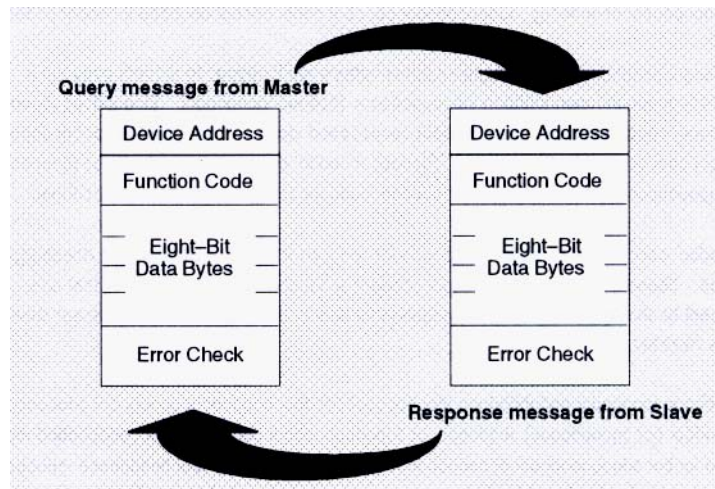 Query message from Master
Device Address
Function Code
Eight–Bit
Data Bytes
Error Check
Device Address
Function Code
Eight–Bit
Data Bytes
Error Check
Response message from Slave